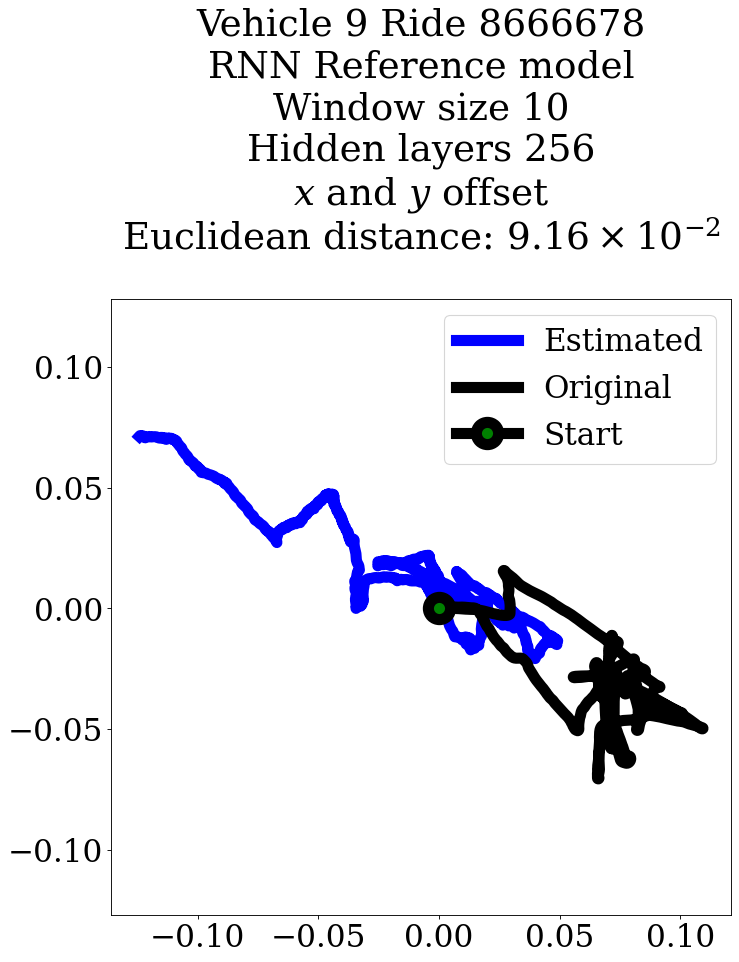 Vehicle 9 Ride 8666678
RNN Reference model
Window size 10
Hidden layers 256
x and y offset
Euclidean distance: 9.16 × 10⁻²
Estimated
Original
Start
0.10
0.05
0.00
−0.05
−0.10
−0.10 −0.05 0.00 0.05 0.10